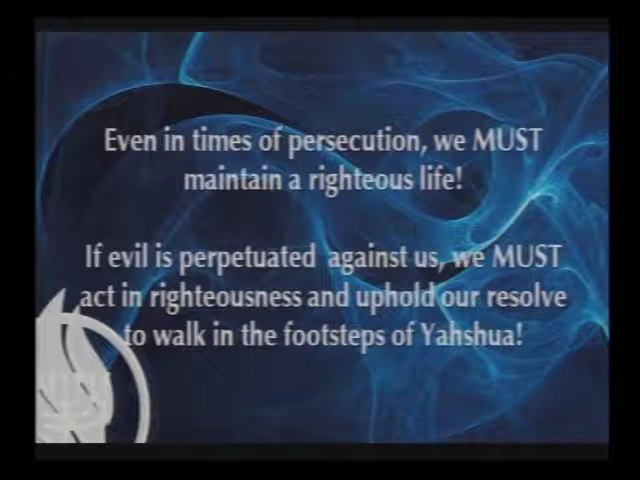 Even in times of persecution, we MUST
maintain a righteous life!
If evil is perpetuated against us, we MUST
act in righteousness and uphold our resolve
to walk in the footsteps of Yahshua!